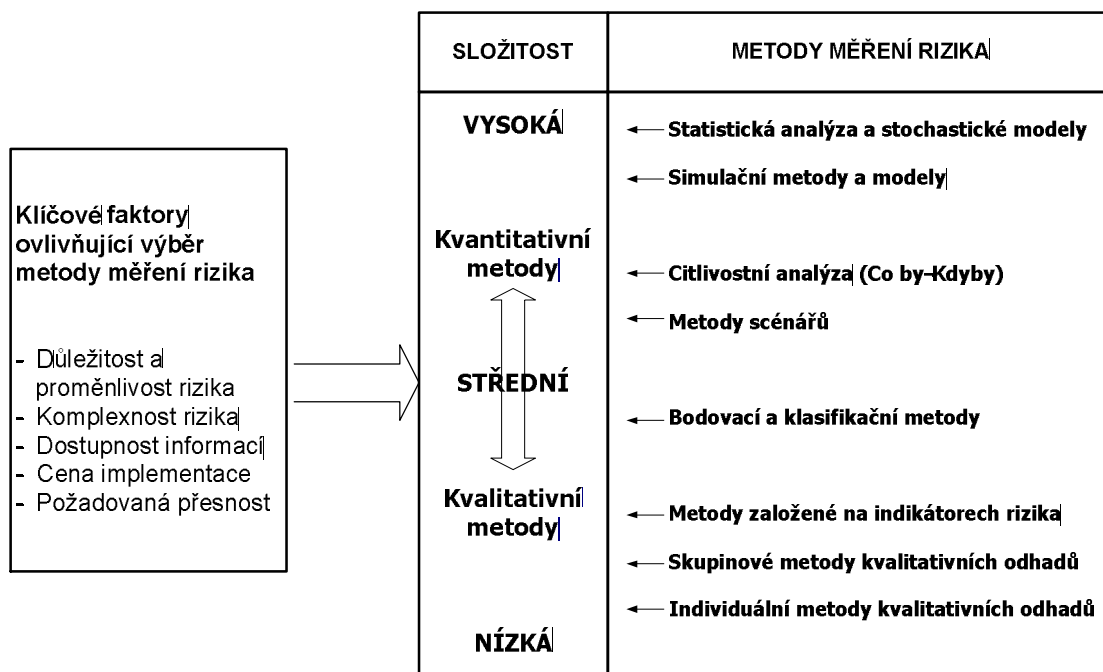 Klíčové faktory
ovlivňující výběr
metody měření rizika
- Důležitost a
proměnlivost rizika
- Komplexnost rizika
- Dostupnost informací
- Cena implementace
- Požadovaná přesnost
SLOŽITOST
VYSOKÁ
Kvantitativní
metody
STŘEDNÍ
Kvalitativní
metody
NÍZKÁ
METODY MĚŘENÍ RIZIKA
Statistická analýza a stochastické modely
Simulační metody a modely
Citlivostní analýza (Co by–Kdyby)
Metody scénářů
Bodovací a klasifikační metody
Metody založené na indikátorech rizika
Skupinové metody kvalitativních odhadů
Individuální metody kvalitativních odhadů